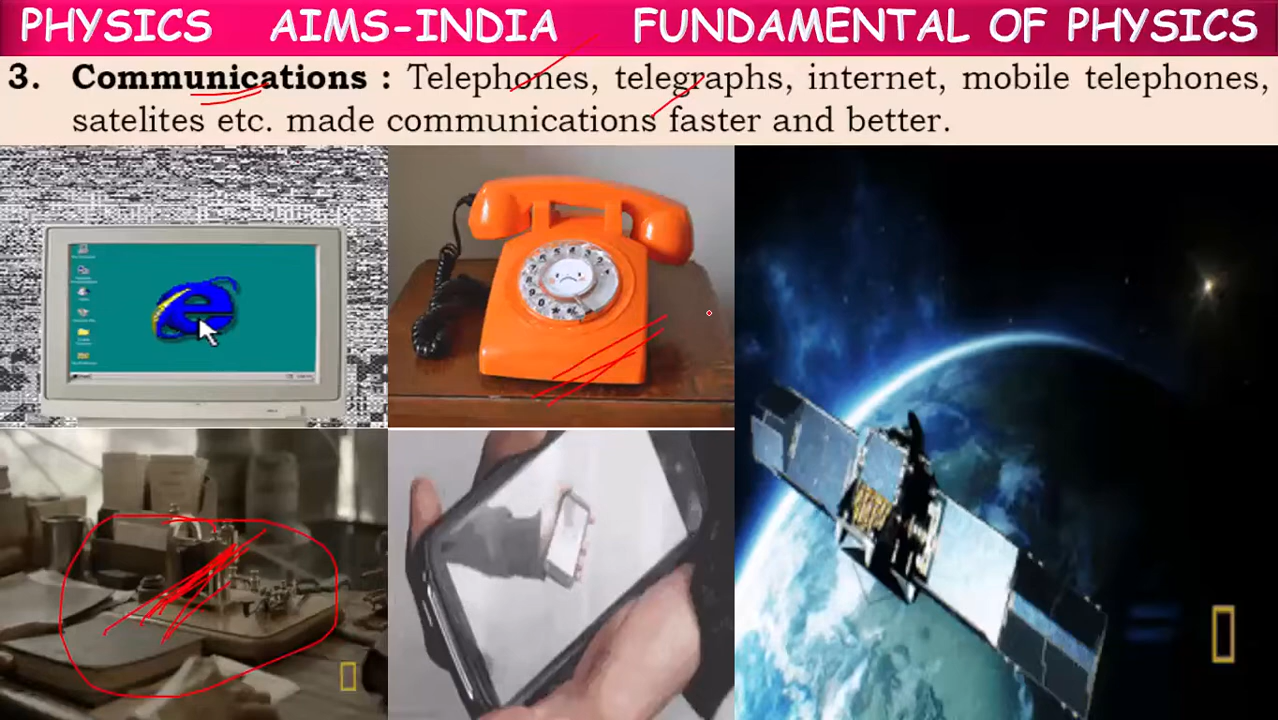 PHYSICS AIMS-INDIA FUNDAMENTAL OF PHYSICS
3. Communications : Telephones, telegraphs, internet, mobile telephones,
satelites etc. made communications faster and better.